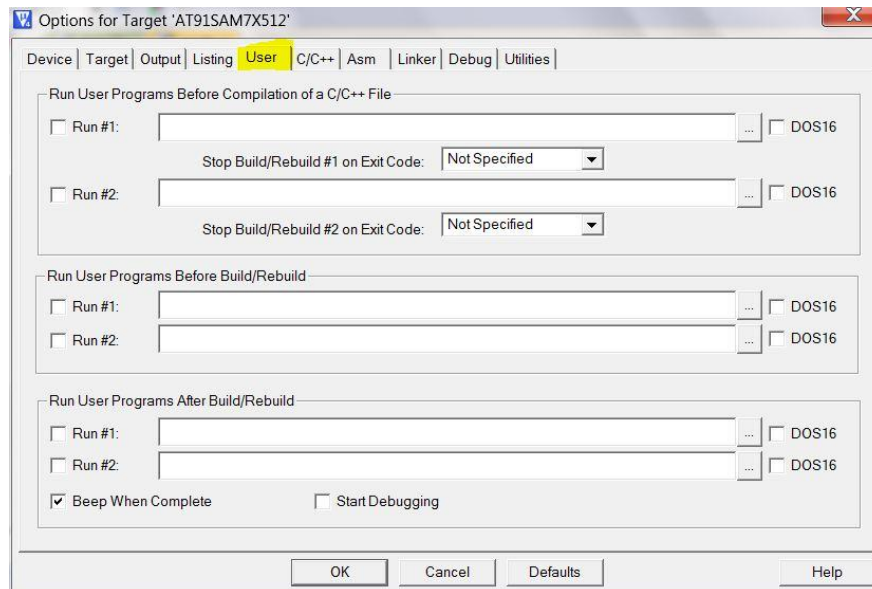 Options for Target 'AT91SAM7X512'
Device Target Output Listing User C/C++ Asm Linker Debug Utilities
Run User Programs Before Compilation of a C/C++ File
Run #1: ... DOS16
Stop Build/Rebuild #1 on Exit Code: Not Specified
Run #2: ... DOS16
Stop Build/Rebuild #2 on Exit Code: Not Specified
Run User Programs Before Build/Rebuild
Run #1: ... DOS16
Run #2: ... DOS16
Run User Programs After Build/Rebuild
Run #1: ... DOS16
Run #2: ... DOS16
Beep When Complete Start Debugging
OK Cancel Defaults Help